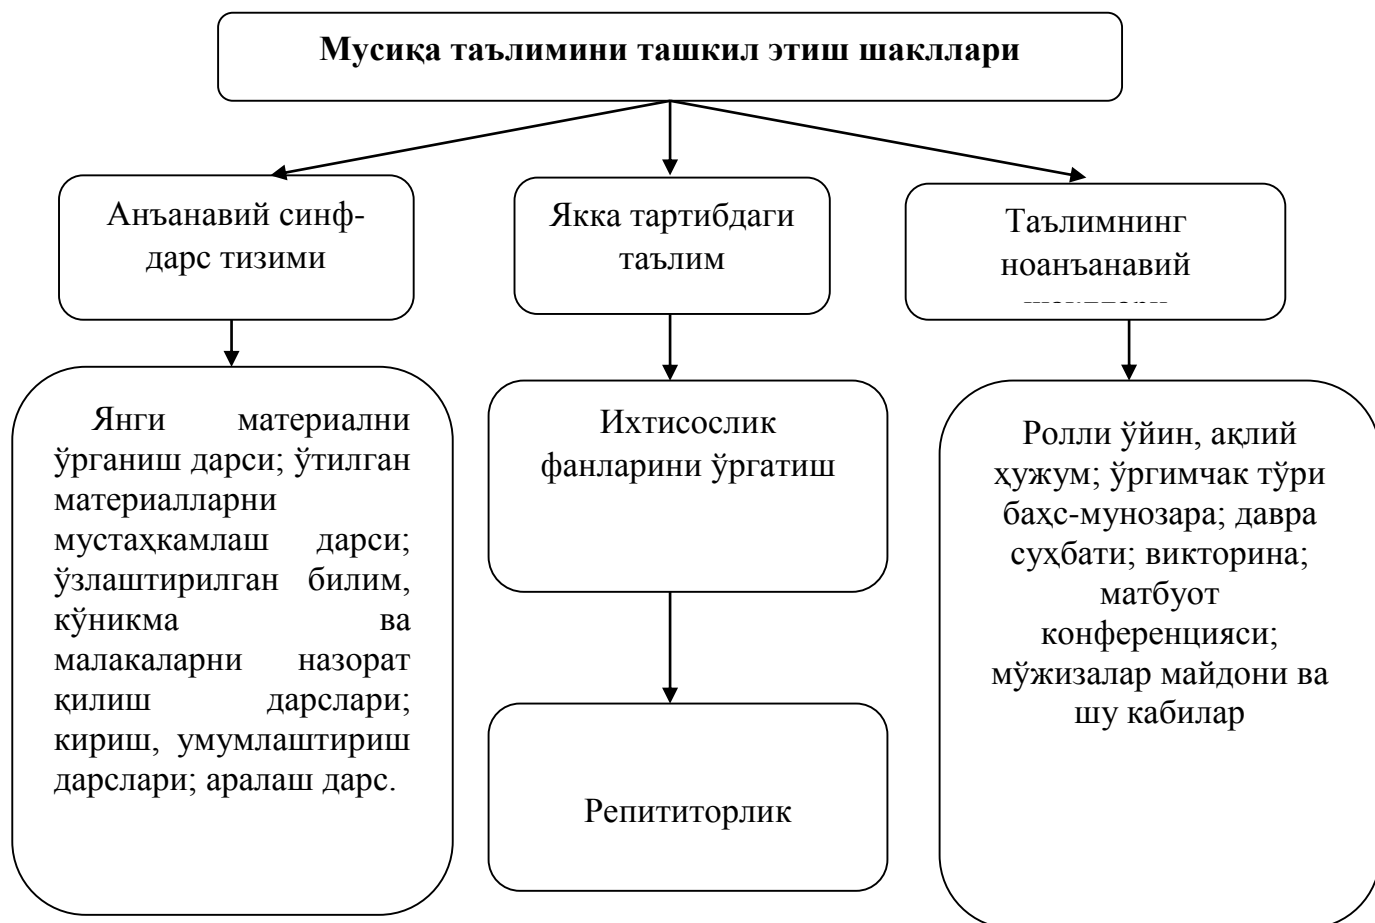 Мусиқа таълимини ташкил этиш шакллари
Анъанавий синф-
дарс тизими
Якка тартибдаги
таълим
Таълимнинг
ноанъанавий
Янги материални
ўрганиш дарси; ўтилган
материалларни
мустаҳкамлаш дарси;
ўзлаштирилган билим,
кўникма ва
малакаларни назорат
қилиш дарслари;
кириш, умумлаштириш
дарслари; аралаш дарс.
Ихтисослик
фанларини ўргатиш
Репититорлик
Ролли ўйин, ақлий
ҳужум; ўргимчак тўри
баҳс-мунозара; давра
суҳбати; викторина;
матбуот
конференцияси;
мўжизалар майдони ва
шу кабилар